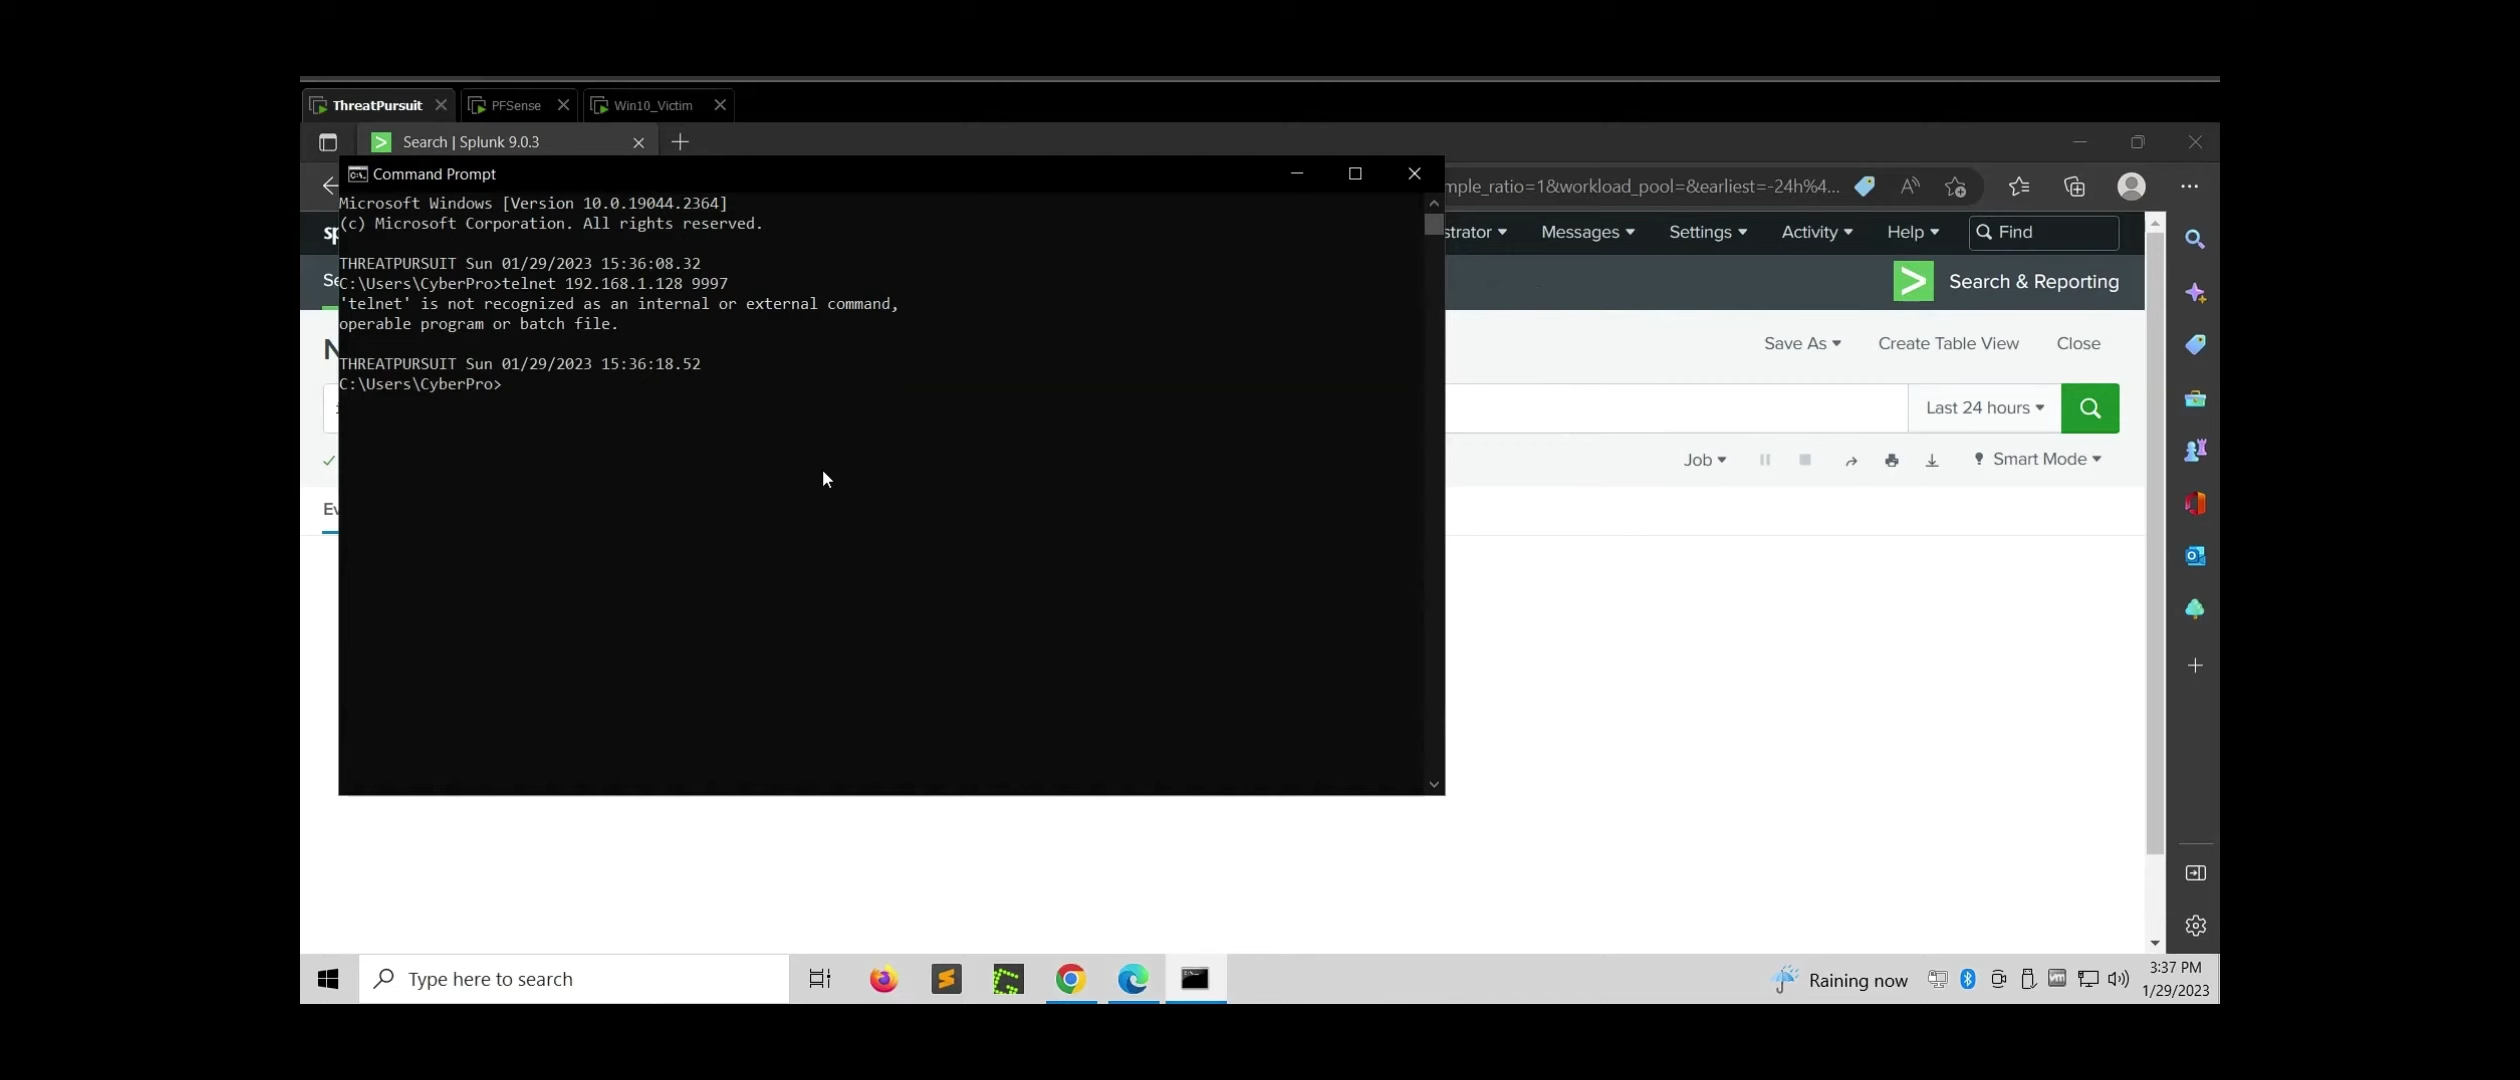 ThreatPursuit
PFSense
Win10_Victim
Search | Splunk 9.0.3
Command Prompt
mple_ratio=1&workload_pool=&earliest=-24h%4...
Microsoft Windows [Version 10.0.19044.2364]
(c) Microsoft Corporation. All rights reserved.
sp
strator
Messages
Settings
Activity
Help
Find
THREATPURSUIT Sun 01/29/2023 15:36:08.32
C:\Users\CyberPro>telnet 192.168.1.128 9997
'telnet' is not recognized as an internal or external command,
operable program or batch file.
Se
Search & Reporting
N
Save As
Create Table View
Close
THREATPURSUIT Sun 01/29/2023 15:36:18.52
C:\Users\CyberPro>
Last 24 hours
Job
Smart Mode
Ev
Type here to search
Raining now
3:37 PM
1/29/2023